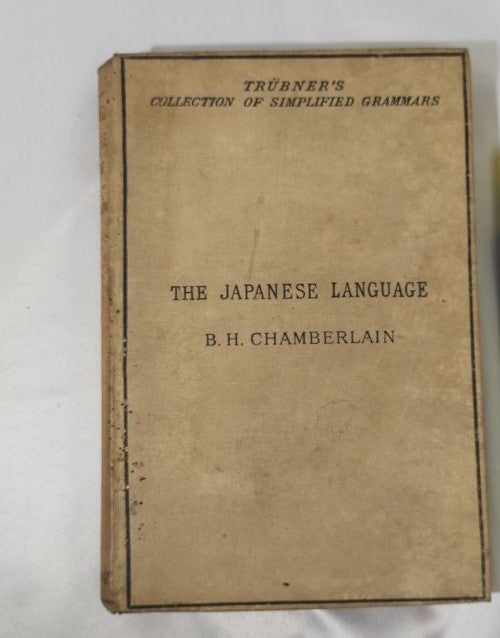 TRÜBNER'S
COLLECTION OF SIMPLIFIED GRAMMARS
THE JAPANESE LANGUAGE
B. H. CHAMBERLAIN